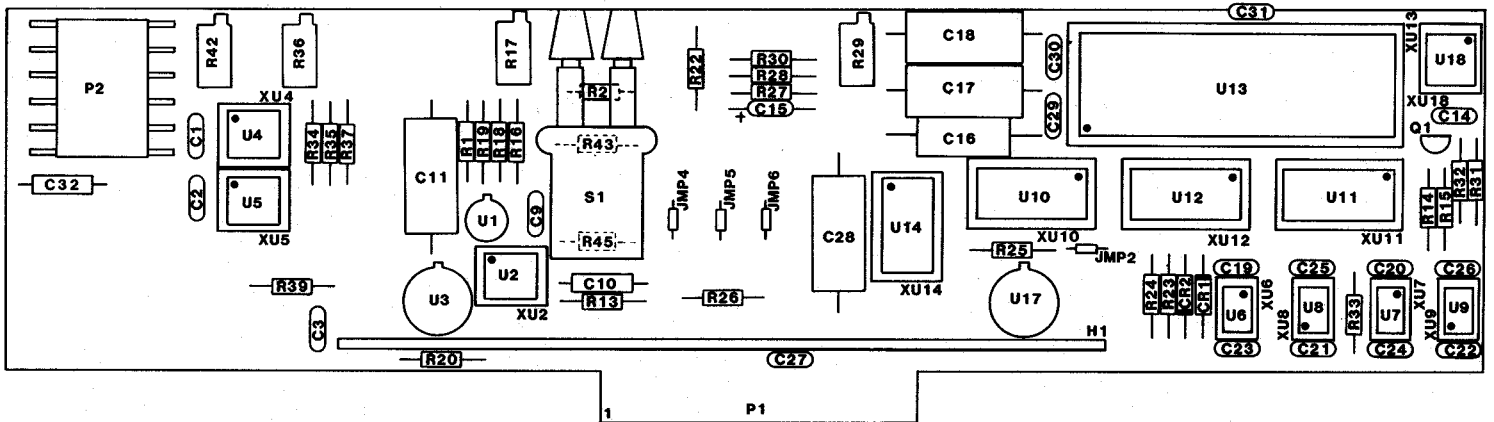 C31
P2
R42
R36
R17
R22
R30
R28
R27
C15
+
R29
C18
C17
C16
C30
C29
U13
XU13
U18
XU18
C14
Q1
XU4
C1
U4
R34
R35
R37
R1
R19
R18
R16
R2
R43
C32
C2
U5
XU5
C11
U1
C9
S1
R45
JMP4
JMP5
JMP6
C28
U14
XU14
U10
XU10
U12
XU12
U11
XU11
R14
R15
R32
R31
R25
JMP2
R39
U3
U2
XU2
C10
R13
R26
U17
C3
H1
R24
R23
CR2
CR1
C19
U6
XU6
C23
C25
U8
XU8
C21
R33
C20
U7
XU7
C24
C26
U9
XU9
C22
R20
C27
1
P1